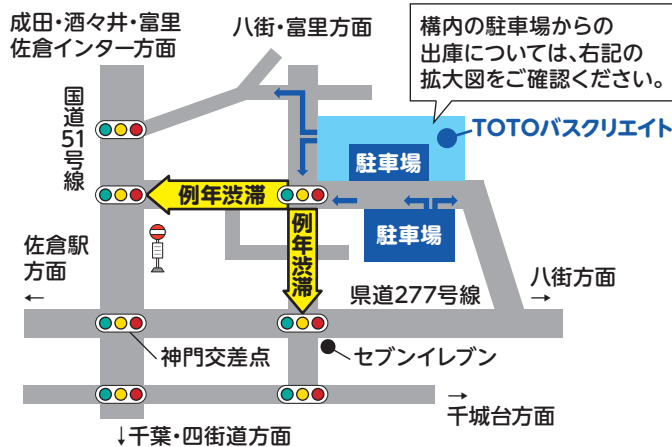 成田・酒々井・富里
佐倉インター方面
八街・富里方面
構内の駐車場からの
出庫については、右記の
拡大図をご確認ください。
国道51号線
TOTOバスクリエイト
駐車場
例年渋滞
駐車場
例年渋滞
佐倉駅
方面
←
県道277号線
八街方面
→
神門交差点
セブンイレブン
→
千城台方面
↓千葉・四街道方面